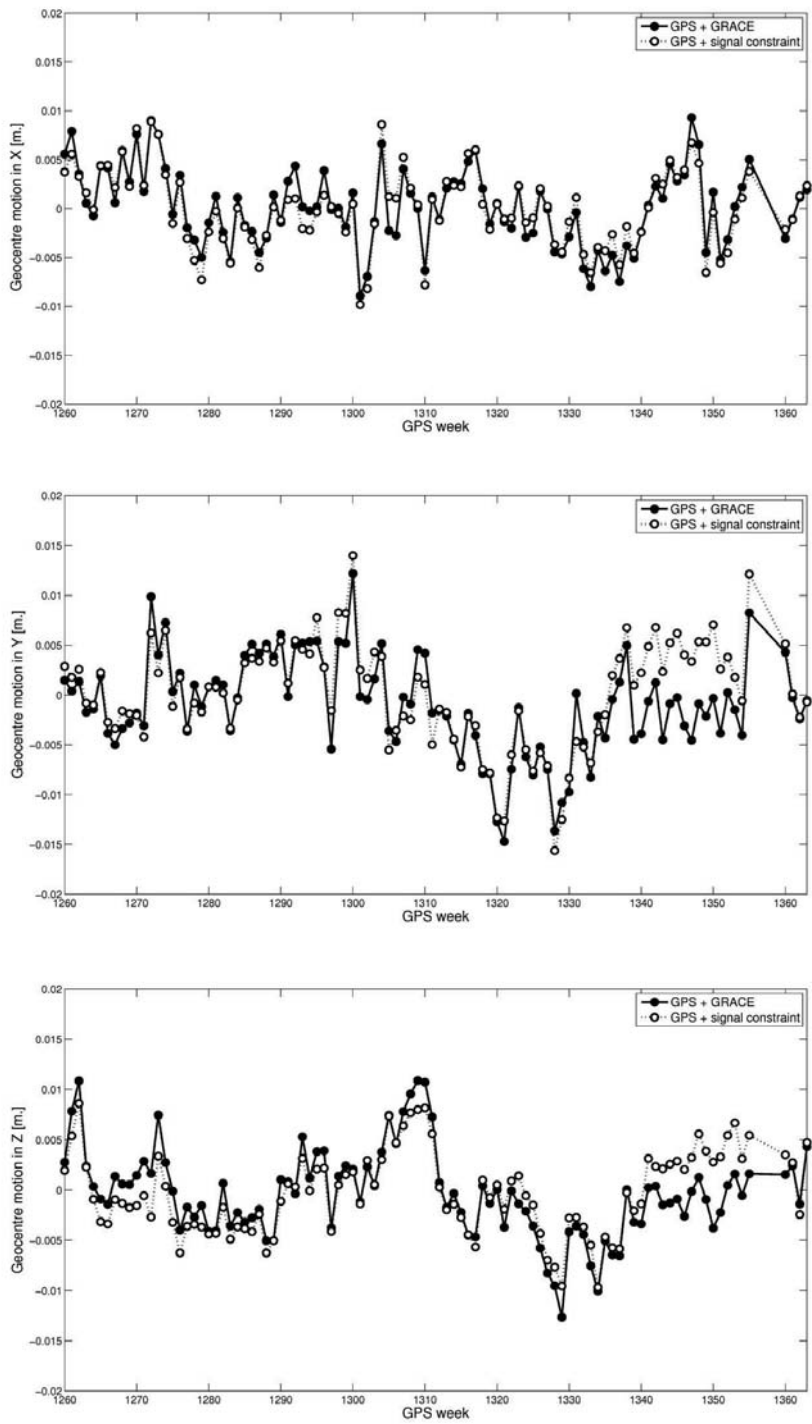 GPS + GRACE
GPS + signal constraint
0.02
0.015
0.01
0.005
0
−0.005
−0.01
−0.015
−0.02
Geocentre motion in X [m.]
1260 1270 1280 1290 1300 1310 1320 1330 1340 1350 1360
GPS week
GPS + GRACE
GPS + signal constraint
0.02
0.015
0.01
0.005
0
−0.005
−0.01
−0.015
−0.02
Geocentre motion in Y [m.]
1260 1270 1280 1290 1300 1310 1320 1330 1340 1350 1360
GPS week
GPS + GRACE
GPS + signal constraint
0.02
0.015
0.01
0.005
0
−0.005
−0.01
−0.015
−0.02
Geocentre motion in Z [m.]
1260 1270 1280 1290 1300 1310 1320 1330 1340 1350 1360
GPS week